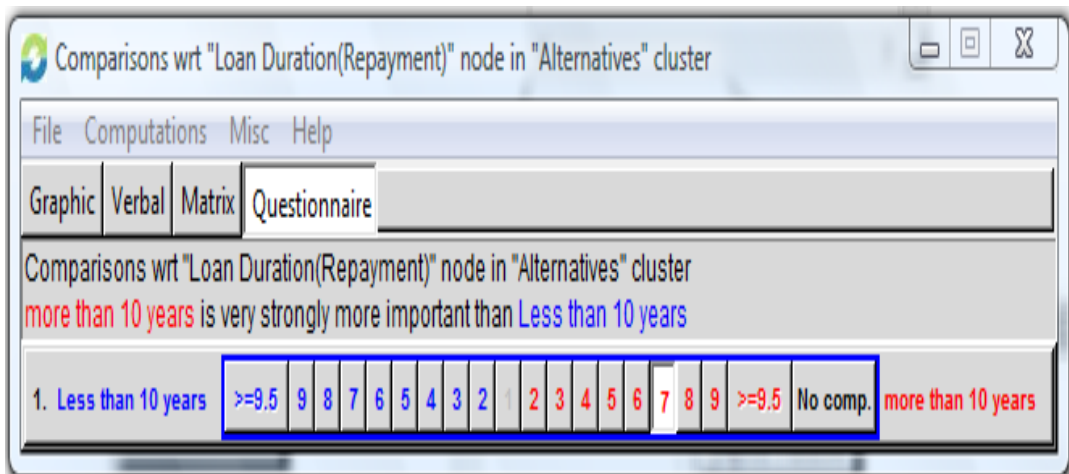 Comparisons wrt "Loan Duration(Repayment)" node in "Alternatives" cluster
File Computations Misc Help
Graphic Verbal Matrix Questionnaire
Comparisons wrt "Loan Duration(Repayment)" node in "Alternatives" cluster
more than 10 years is very strongly more important than Less than 10 years
1. Less than 10 years >=9.5 9 8 7 6 5 4 3 2 1 2 3 4 5 6 7 8 9 >=9.5 No comp. more than 10 years